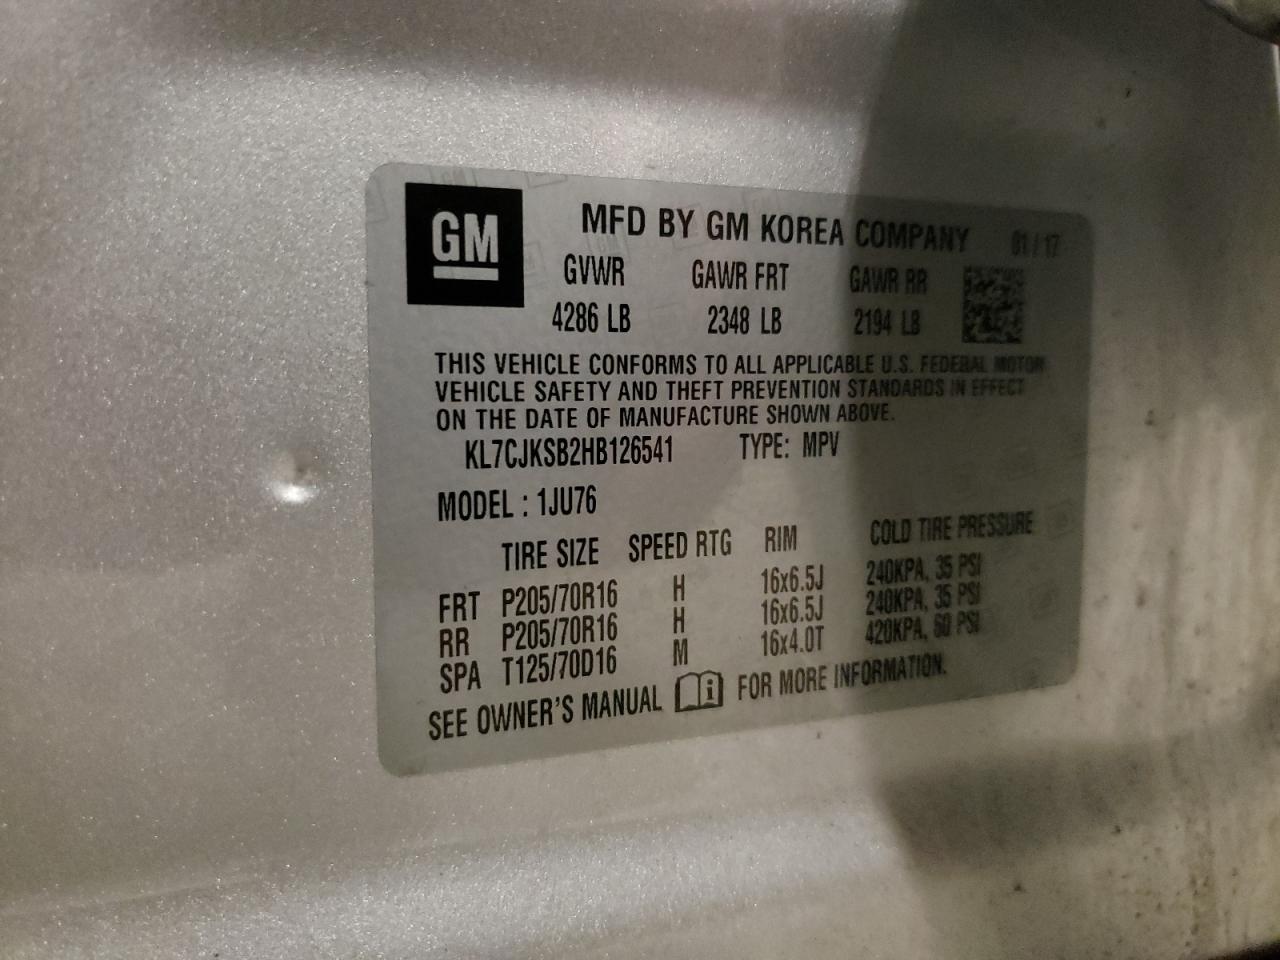 GM
MFD BY GM KOREA COMPANY 01/17
GVWR GAWR FRT GAWR RR
4286 LB 2348 LB 2194 LB
THIS VEHICLE CONFORMS TO ALL APPLICABLE U.S. FEDERAL MOTOR
VEHICLE SAFETY AND THEFT PREVENTION STANDARDS IN EFFECT
ON THE DATE OF MANUFACTURE SHOWN ABOVE.
KL7CJKSB2HB126541 TYPE: MPV
MODEL : 1JU76
TIRE SIZE SPEED RTG RIM COLD TIRE PRESSURE
FRT P205/70R16 H 16x6.5J 240KPA, 35 PSI
RR P205/70R16 H 16x6.5J 240KPA, 35 PSI
SPA T125/70D16 M 16x4.0T 420KPA, 60 PSI
SEE OWNER'S MANUAL FOR MORE INFORMATION.